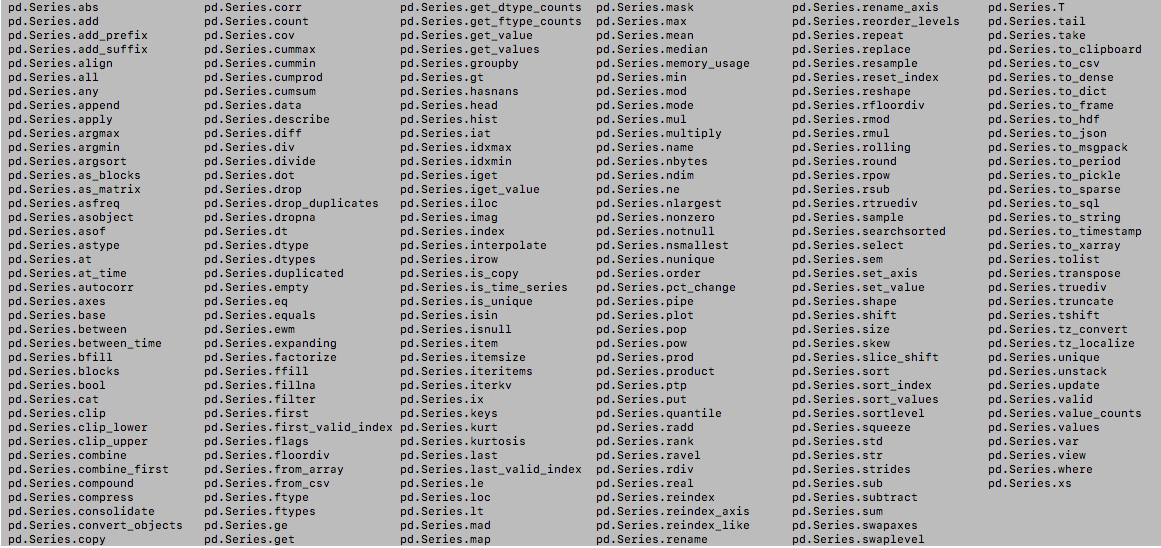 pd.Series.abs
pd.Series.add
pd.Series.add_prefix
pd.Series.add_suffix
pd.Series.align
pd.Series.all
pd.Series.any
pd.Series.append
pd.Series.apply
pd.Series.argmax
pd.Series.argmin
pd.Series.argsort
pd.Series.as_blocks
pd.Series.as_matrix
pd.Series.asfreq
pd.Series.asobject
pd.Series.asof
pd.Series.astype
pd.Series.at
pd.Series.at_time
pd.Series.autocorr
pd.Series.axes
pd.Series.base
pd.Series.between
pd.Series.between_time
pd.Series.bfill
pd.Series.blocks
pd.Series.bool
pd.Series.cat
pd.Series.clip
pd.Series.clip_lower
pd.Series.clip_upper
pd.Series.combine
pd.Series.combine_first
pd.Series.compound
pd.Series.compress
pd.Series.consolidate
pd.Series.convert_objects
pd.Series.copy
pd.Series.corr
pd.Series.count
pd.Series.cov
pd.Series.cummax
pd.Series.cummin
pd.Series.cumprod
pd.Series.cumsum
pd.Series.data
pd.Series.describe
pd.Series.diff
pd.Series.div
pd.Series.divide
pd.Series.dot
pd.Series.drop
pd.Series.drop_duplicates
pd.Series.dropna
pd.Series.dt
pd.Series.dtype
pd.Series.dtypes
pd.Series.duplicated
pd.Series.empty
pd.Series.eq
pd.Series.equals
pd.Series.ewm
pd.Series.expanding
pd.Series.factorize
pd.Series.ffill
pd.Series.fillna
pd.Series.filter
pd.Series.first
pd.Series.first_valid_index
pd.Series.flags
pd.Series.floordiv
pd.Series.from_array
pd.Series.from_csv
pd.Series.ftype
pd.Series.ftypes
pd.Series.ge
pd.Series.get
pd.Series.get_dtype_counts
pd.Series.get_ftype_counts
pd.Series.get_value
pd.Series.get_values
pd.Series.groupby
pd.Series.gt
pd.Series.hasnans
pd.Series.head
pd.Series.hist
pd.Series.iat
pd.Series.idxmax
pd.Series.idxmin
pd.Series.iget
pd.Series.iget_value
pd.Series.iloc
pd.Series.imag
pd.Series.index
pd.Series.interpolate
pd.Series.irow
pd.Series.is_copy
pd.Series.is_time_series
pd.Series.is_unique
pd.Series.isin
pd.Series.isnull
pd.Series.item
pd.Series.itemsize
pd.Series.iteritems
pd.Series.iterkv
pd.Series.ix
pd.Series.keys
pd.Series.kurt
pd.Series.kurtosis
pd.Series.last
pd.Series.last_valid_index
pd.Series.le
pd.Series.loc
pd.Series.lt
pd.Series.mad
pd.Series.map
pd.Series.mask
pd.Series.max
pd.Series.mean
pd.Series.median
pd.Series.memory_usage
pd.Series.min
pd.Series.mod
pd.Series.mode
pd.Series.mul
pd.Series.multiply
pd.Series.name
pd.Series.nbytes
pd.Series.ndim
pd.Series.ne
pd.Series.nlargest
pd.Series.nonzero
pd.Series.notnull
pd.Series.nsmallest
pd.Series.nunique
pd.Series.order
pd.Series.pct_change
pd.Series.pipe
pd.Series.plot
pd.Series.pop
pd.Series.pow
pd.Series.prod
pd.Series.product
pd.Series.ptp
pd.Series.put
pd.Series.quantile
pd.Series.radd
pd.Series.rank
pd.Series.ravel
pd.Series.rdiv
pd.Series.real
pd.Series.reindex
pd.Series.reindex_axis
pd.Series.reindex_like
pd.Series.rename
pd.Series.rename_axis
pd.Series.reorder_levels
pd.Series.repeat
pd.Series.replace
pd.Series.resample
pd.Series.reset_index
pd.Series.reshape
pd.Series.rfloordiv
pd.Series.rmod
pd.Series.rmul
pd.Series.rolling
pd.Series.round
pd.Series.rpow
pd.Series.rsub
pd.Series.rtruediv
pd.Series.sample
pd.Series.searchsorted
pd.Series.select
pd.Series.sem
pd.Series.set_axis
pd.Series.set_value
pd.Series.shape
pd.Series.shift
pd.Series.size
pd.Series.skew
pd.Series.slice_shift
pd.Series.sort
pd.Series.sort_index
pd.Series.sort_values
pd.Series.sortlevel
pd.Series.squeeze
pd.Series.std
pd.Series.str
pd.Series.strides
pd.Series.sub
pd.Series.subtract
pd.Series.sum
pd.Series.swapaxes
pd.Series.swaplevel
pd.Series.T
pd.Series.tail
pd.Series.take
pd.Series.to_clipboard
pd.Series.to_csv
pd.Series.to_dense
pd.Series.to_dict
pd.Series.to_frame
pd.Series.to_hdf
pd.Series.to_json
pd.Series.to_msgpack
pd.Series.to_period
pd.Series.to_pickle
pd.Series.to_sparse
pd.Series.to_sql
pd.Series.to_string
pd.Series.to_timestamp
pd.Series.to_xarray
pd.Series.tolist
pd.Series.transpose
pd.Series.truediv
pd.Series.truncate
pd.Series.tshift
pd.Series.tz_convert
pd.Series.tz_localize
pd.Series.unique
pd.Series.unstack
pd.Series.update
pd.Series.valid
pd.Series.value_counts
pd.Series.values
pd.Series.var
pd.Series.view
pd.Series.where
pd.Series.xs